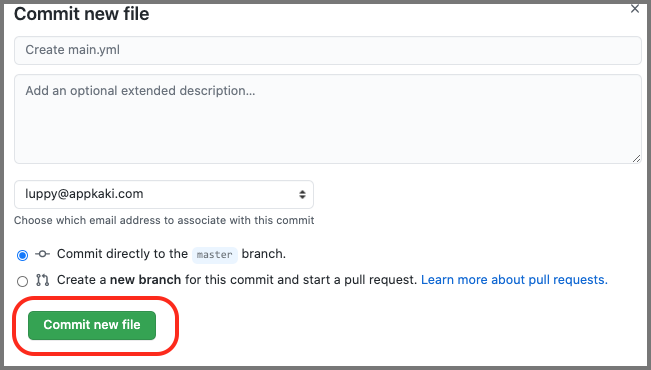 Commit new file
Create main.yml
Add an optional extended description...
luppy@appkaki.com
Choose which email address to associate with this commit
Commit directly to the master branch.
Create a new branch for this commit and start a pull request. Learn more about pull requests.
Commit new file